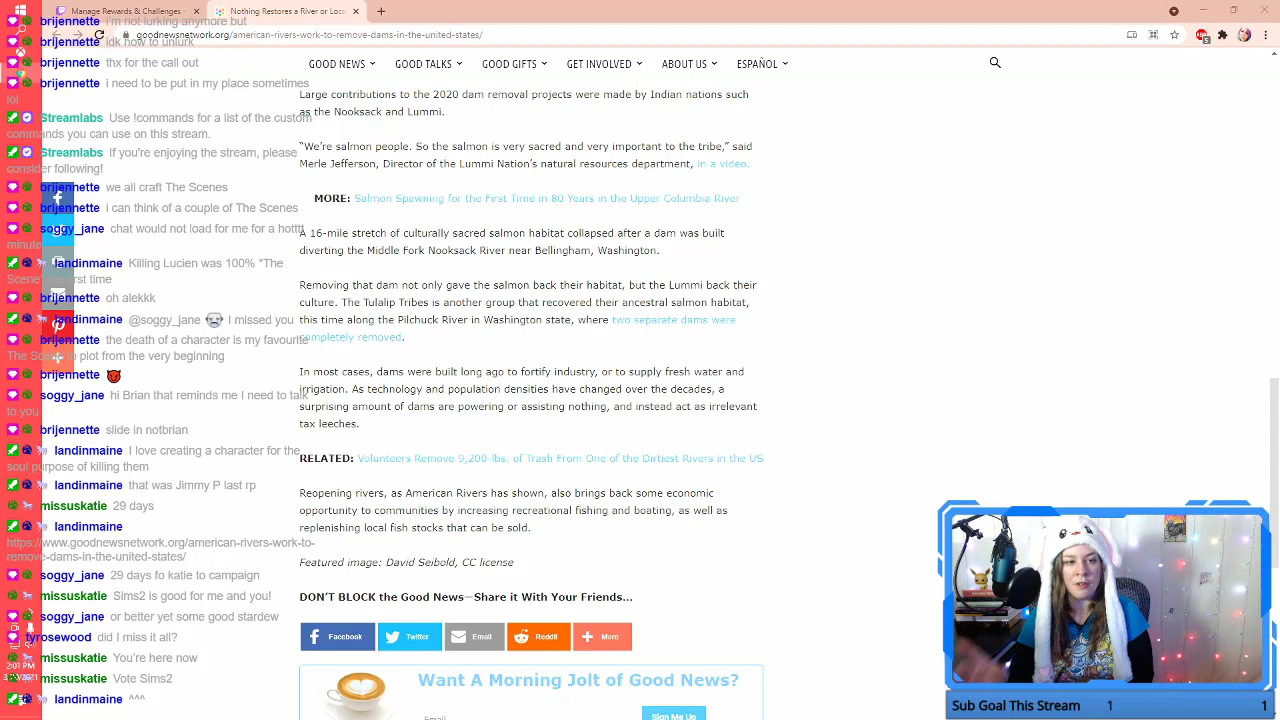 Manage Rewards & Challenges
Nothing Restores a River or Loc
brijennette i'm not lurking anymore but
goodnewsnetwork.org/american-rivers-work-to-remove-dams-in-the-united-states/
brijennette idk how to unlurk
brijennette thx for the call out
GOOD NEWS GOOD TALKS GOOD GIFTS GET INVOLVED ABOUT US ESPAÑOL
brijennette i need to be put in my place sometimes
lol
Streamlabs Use !commands for a list of the custom
commands you can use on this stream.
Streamlabs If you're enjoying the stream, please
consider following!
brijennette we all craft The Scenes
brijennette i can think of a couple of The Scenes
soggy_jane chat would not load for me for a hottt
minute
landinmaine Killing Lucien was 100% "The
brijennette oh alekkk
landinmaine @soggy_jane I missed you
brijennette the death of a character is my favourite
The Scene to plot from the very beginning
brijennette
soggy_jane hi Brian that reminds me I need to talk
to you
brijennette slide in notbrian
landinmaine I love creating a character for the
soul purpose of killing them
landinmaine that was Jimmy P last rp
missuskatie 29 days
landinmaine
https://www.goodnewsnetwork.org/american-rivers-work-to-
remove-dams-in-the-united-states/
soggy_jane 29 days fo katie to campaign
missuskatie Sims2 is good for me and you!
soggy_jane or better yet some good stardew
tyrosewood did I miss it all?
missuskatie You're here now
missuskatie Vote Sims2
landinmaine ^^^
2:01 PM
Large contributions to the 2020 dam removal projects were made by Indian nations such
as the Nooksack and Lummi.
“We’re salmon people. So the salmon is very sacred and very important to the tribe,” said
Merle Jefferson, Director of the Lummi Nation’s natural resources department, in a video.
MORE: Salmon Spawning for the First Time in 80 Years in the Upper Columbia River
A 16-mile stretch of culturally sacred salmon habitat collapsed after a dam was built
diverting the Middle Fork Nooksack River near Bellingham, Washington.
Removing that dam not only gave the salmon back their habitat, but the Lummi back their
culture. The Tulalip Tribes is another group that recovered their ancestral salmon habitat,
this time along the Pilchuck River in Washington state, where two separate dams were
completely removed.
In most cases, dams were built long ago to fortify industry, or to supply fresh water and
irrigation. As technology and population densities have changed over the decades, a
surprising amount of dams are powering or assisting nothing, and instead act as irrelevant
tax leeches.
RELATED: Volunteers Remove 9,200-lbs. of Trash From One of the Dirtiest Rivers in the US
Reopening rivers, as American Rivers has shown, also brings back some economic
opportunity to communities by increasing recreational fishing and boating, as well as
replenishing local fish stocks that can be sold.
Featured image: David Seibold, CC license
DON’T BLOCK the Good News—Share it With Your Friends…
Facebook Twitter Email Reddit More
Want A Morning Jolt of Good News?
Email
Sign Me Up
Sub Goal This Stream 1 1